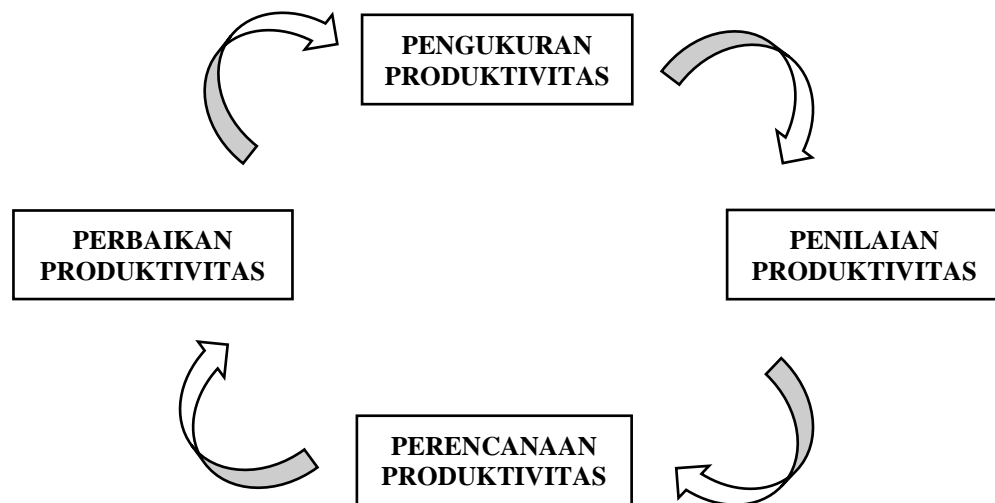 PENGUKURAN
PRODUKTIVITAS
PERBAIKAN
PRODUKTIVITAS
PENILAIAN
PRODUKTIVITAS
PERENCANAAN
PRODUKTIVITAS